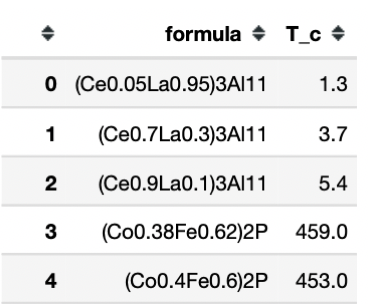 formula T_c
0 (Ce0.05La0.95)3Al11 1.3
1 (Ce0.7La0.3)3Al11 3.7
2 (Ce0.9La0.1)3Al11 5.4
3 (Co0.38Fe0.62)2P 459.0
4 (Co0.4Fe0.6)2P 453.0